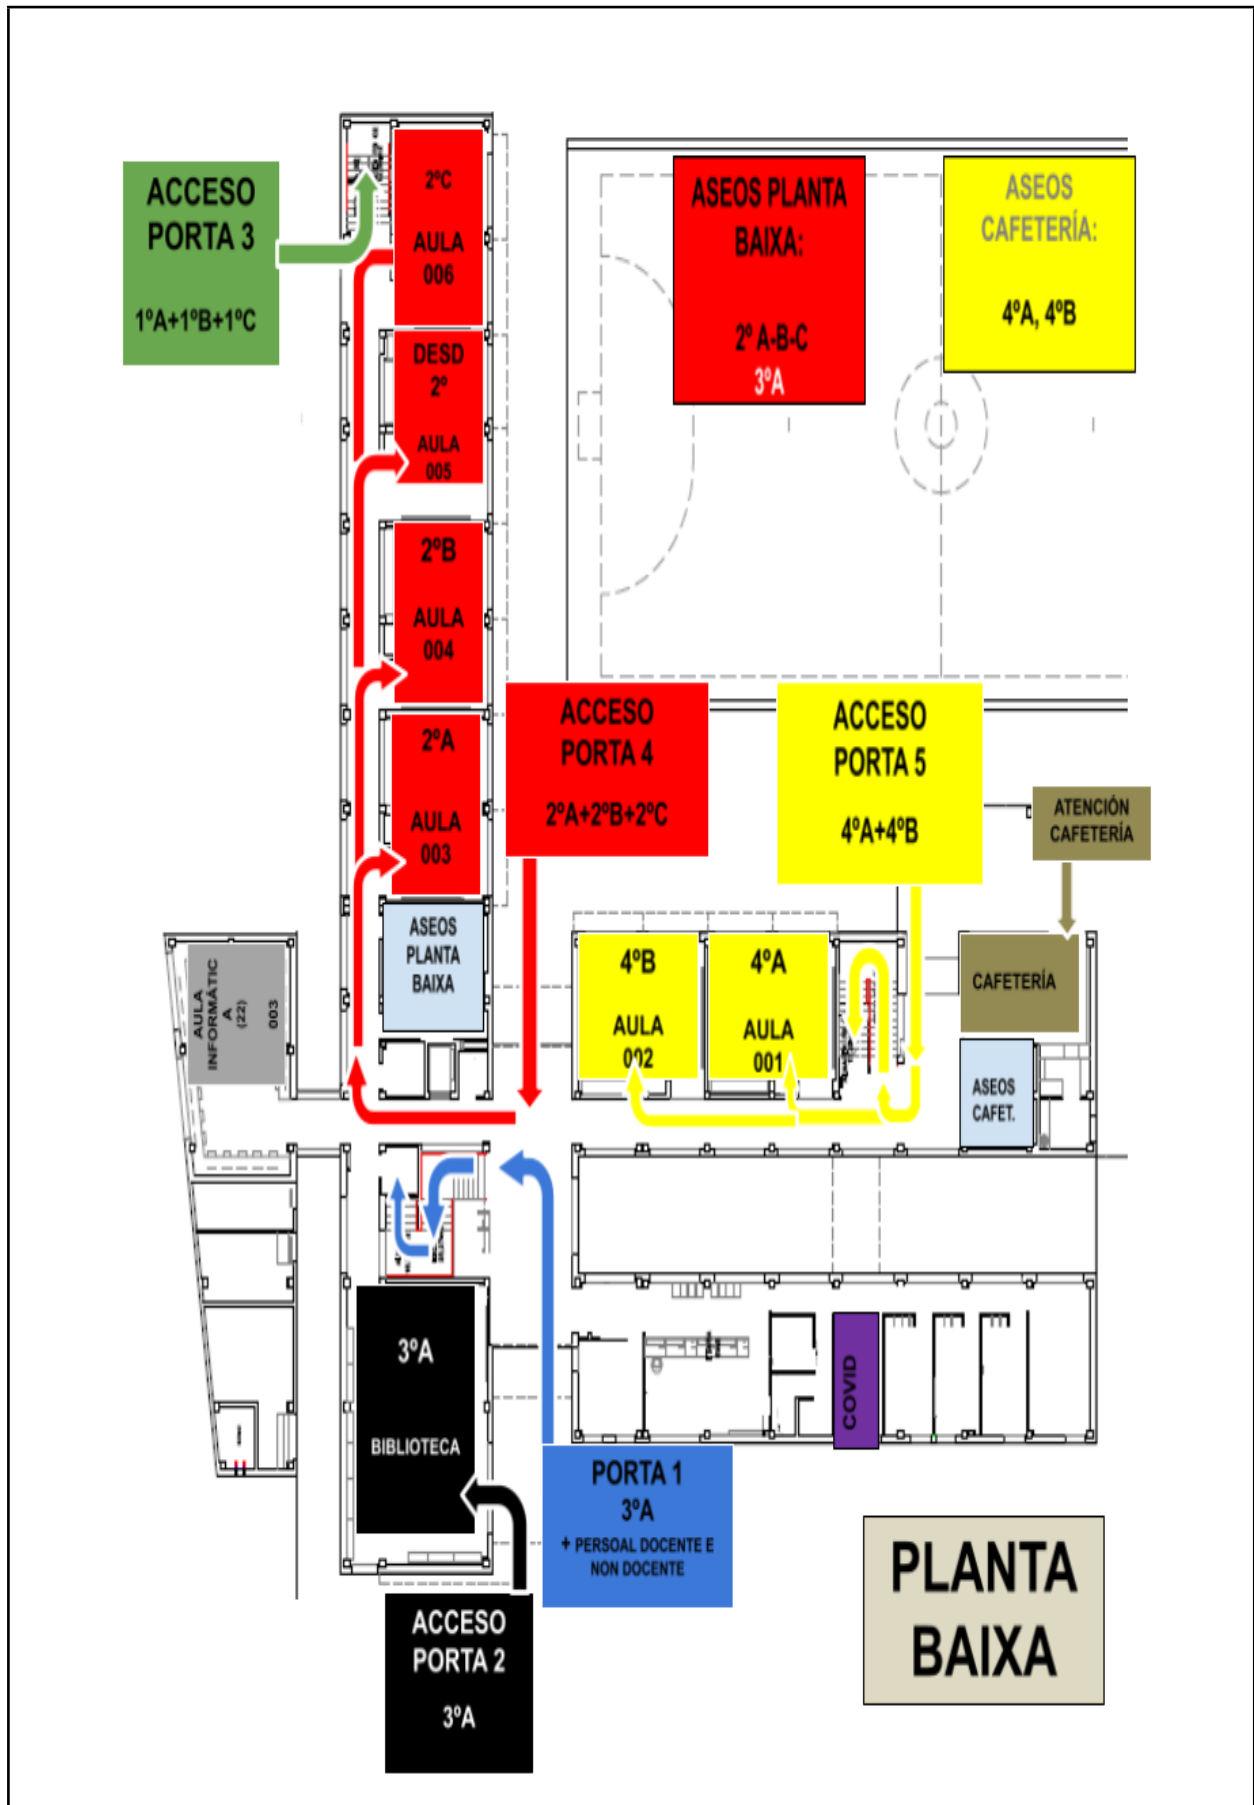 ACCESO
PORTA 3
1ºA+1ºB+1ºC
2ºC
AULA
006
DESD
2º
AULA
005
2ºB
AULA
004
2ºA
AULA
003
ASEOS
PLANTA
BAIXA
ASEOS PLANTA
BAIXA:
2º A-B-C
3ºA
ASEOS
CAFETERÍA:
4ºA, 4ºB
ACCESO
PORTA 4
2ºA+2ºB+2ºC
ACCESO
PORTA 5
4ºA+4ºB
ATENCIÓN
CAFETERÍA
AULA
INFORMÁTIC
A
(22)
003
4ºB
AULA
002
4ºA
AULA
001
CAFETERÍA
ASEOS
CAFET.
3ºA
BIBLIOTECA
COVID
PORTA 1
3ºA
+ PERSOAL DOCENTE E
NON DOCENTE
ACCESO
PORTA 2
3ºA
PLANTA
BAIXA